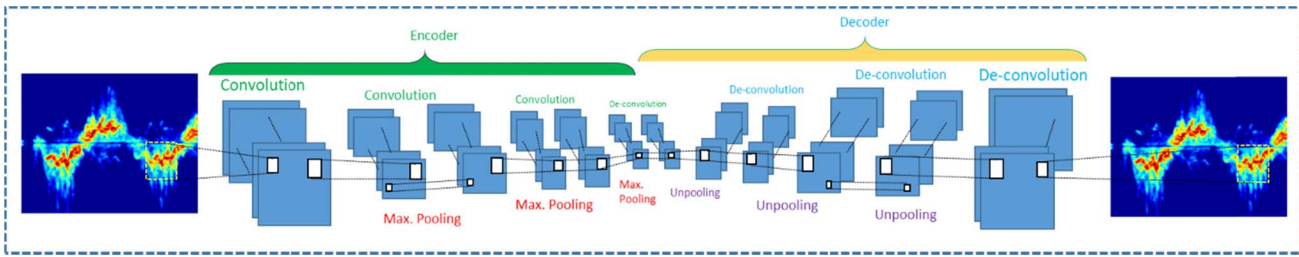 Encoder
Decoder
Convolution
Convolution
Convolution
De-convolution
De-convolution
De-convolution
De-convolution
Max. Pooling
Max. Pooling
Max.
Pooling
Unpooling
Unpooling
Unpooling